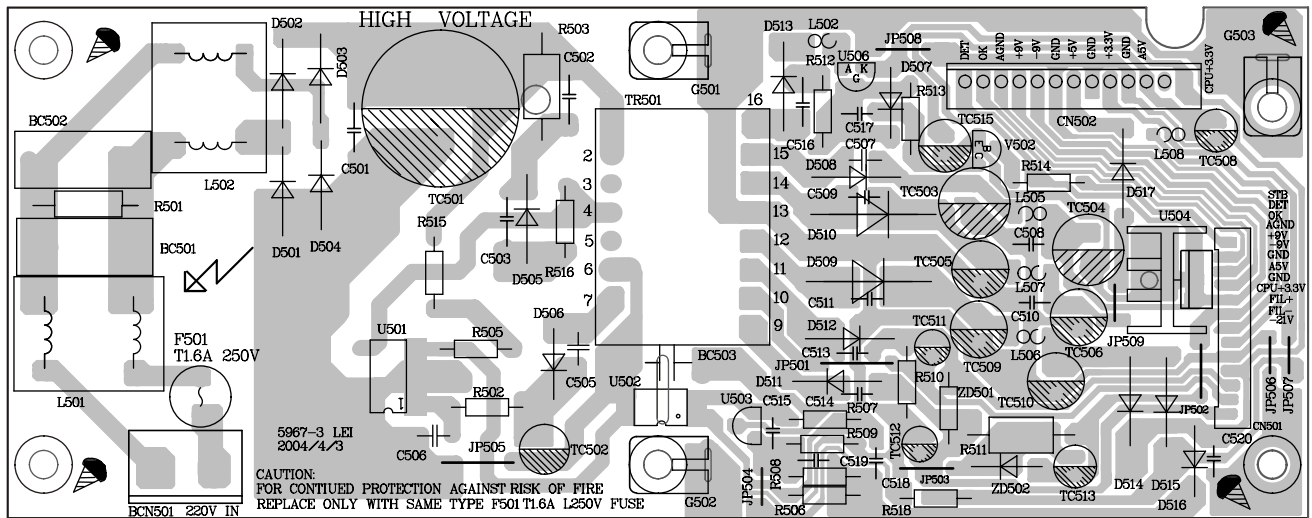 HIGH VOLTAGE
D502
D503
R503
C502
D513
L502
U506
A K
G
JP508
D507
G503
DET
OK
AGND
+9V
-9V
GND
+5V
GND
+3.3V
GND
A5V
CPU+3.3V
R512
R513
G501
TR501
16
CN502
BC502
C501
C516
C517
TC515
B
E C
V502
L508
TC508
L502
TC501
2
15
D508
C507
R514
D517
3
14
C509
TC503
L505
STB
DET
OK
AGND
+9V
-9V
GND
A5V
GND
CPU+3.3V
FIL+
FIL-
-21V
R501
R515
4
13
TC504
U504
BC501
D501
D504
C503
D505
R516
5
12
D510
C508
6
11
D509
TC505
L507
7
10
C511
C510
F501
T1.6A 250V
U501
R505
D506
9
D512
TC511
L506
TC506
JP509
C513
TC509
BC503
JP501
C505
U502
D511
R510
ZD501
TC510
JP506
JP507
L501
1
R502
U503
C515
C514
R507
JP502
5967-3 LEI
2004/4/3
C506
JP505
TC502
R509
TC512
R511
CN501
C520
CAUTION:
FOR CONTIUED PROTECTION AGAINST RISK OF FIRE
REPLACE ONLY WITH SAME TYPE F501 T1.6A L250V FUSE
G502
JP504
R508
R506
C519
C518
JP503
R518
ZD502
TC513
D514
D515
D516
BCN501 220V IN